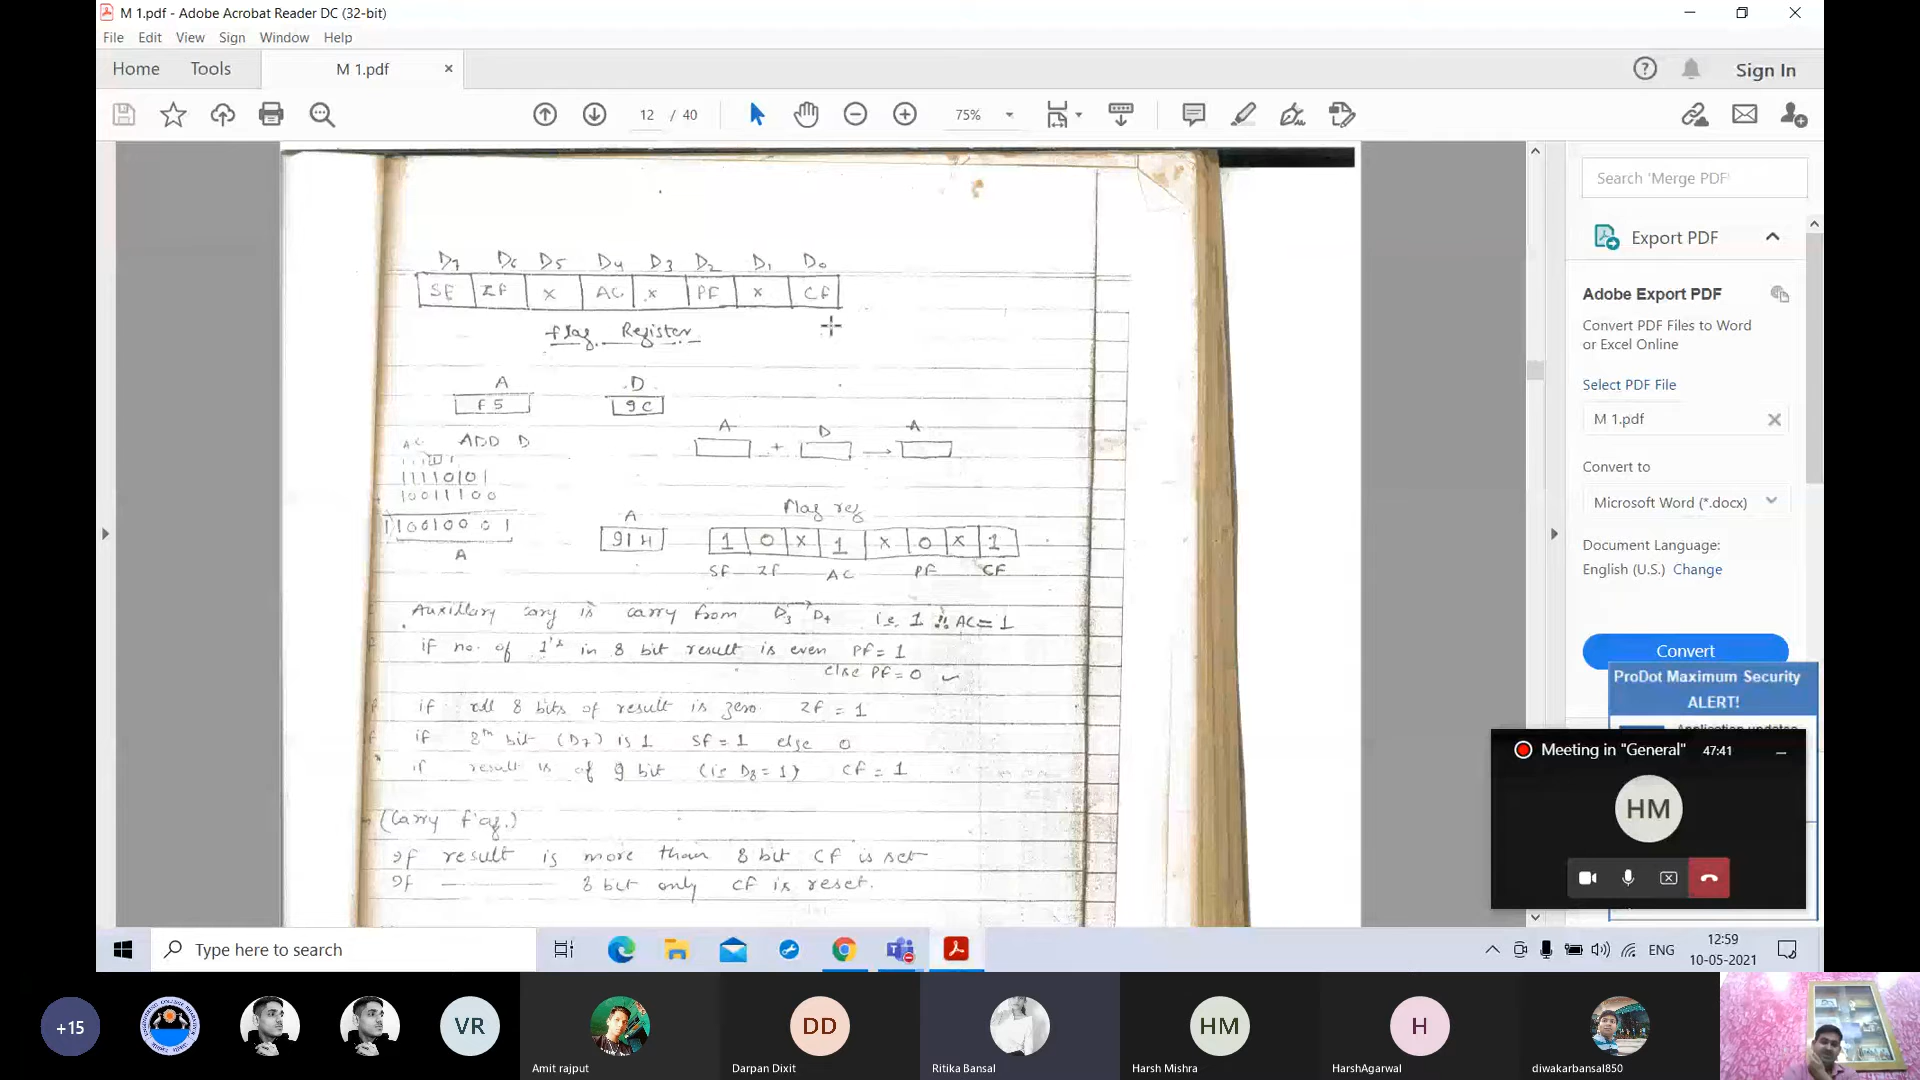 M 1.pdf - Adobe Acrobat Reader DC (32-bit)
File Edit View Sign Window Help
Home Tools M 1.pdf × Sign In
12 / 40 75%
Search 'Merge PDF'
Export PDF
Adobe Export PDF
Convert PDF Files to Word
or Excel Online
Select PDF File
M 1.pdf
Convert to
Microsoft Word (*.docx)
Document Language:
English (U.S.) Change
Convert
ProDot Maximum Security
ALERT!
Application updates
Meeting in "General" 47:41
HM
D7 D6 D5 D4 D3 D2 D1 D0
SF ZF x AC x PF x CF
flag Register
A D
F5 9C
AC ADD D
A + D → A
11110101
10011100
1 10010001
A
A Flag reg
91H 1 0 x 1 x 0 x 1
SF ZF AC PF CF
Auxillary cary is carry from D3 → D4 i.e. 1 ∴ AC = 1
if no. of 1's in 8 bit result is even PF = 1
else PF = 0 ✓
if all 8 bits of result is zero. ZF = 1
if 8th bit (D7) is 1 SF = 1 else 0
if result is of 9 bit (ie D8 = 1) CF = 1
(Carry flag.)
If result is more than 8 bit CF is set
If ——— 8 bit only CF is reset.
Type here to search
ENG 12:59
10-05-2021
+15 VR DD HM H
Amit rajput Darpan Dixit Ritika Bansal Harsh Mishra HarshAgarwal diwakarbansal850